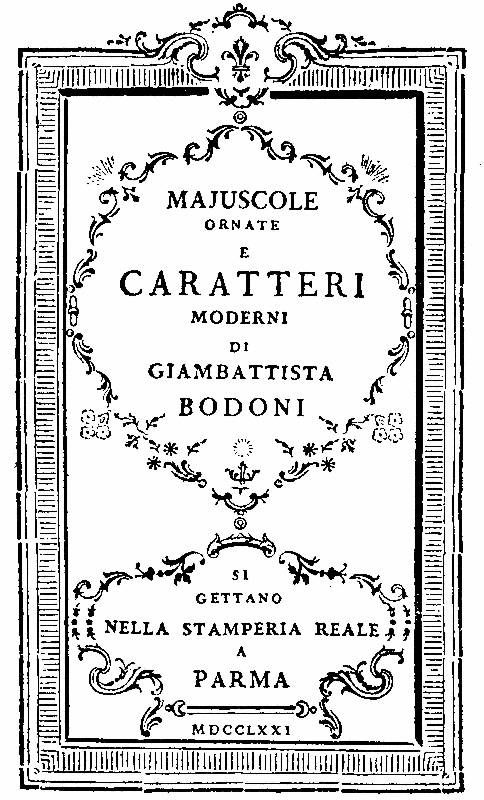 MAJUSCOLE
ORNATE
E
CARATTERI
MODERNI
DI
GIAMBATTISTA
BODONI
SI
GETTANO
NELLA STAMPERIA REALE
A
PARMA
MDCCLXXI